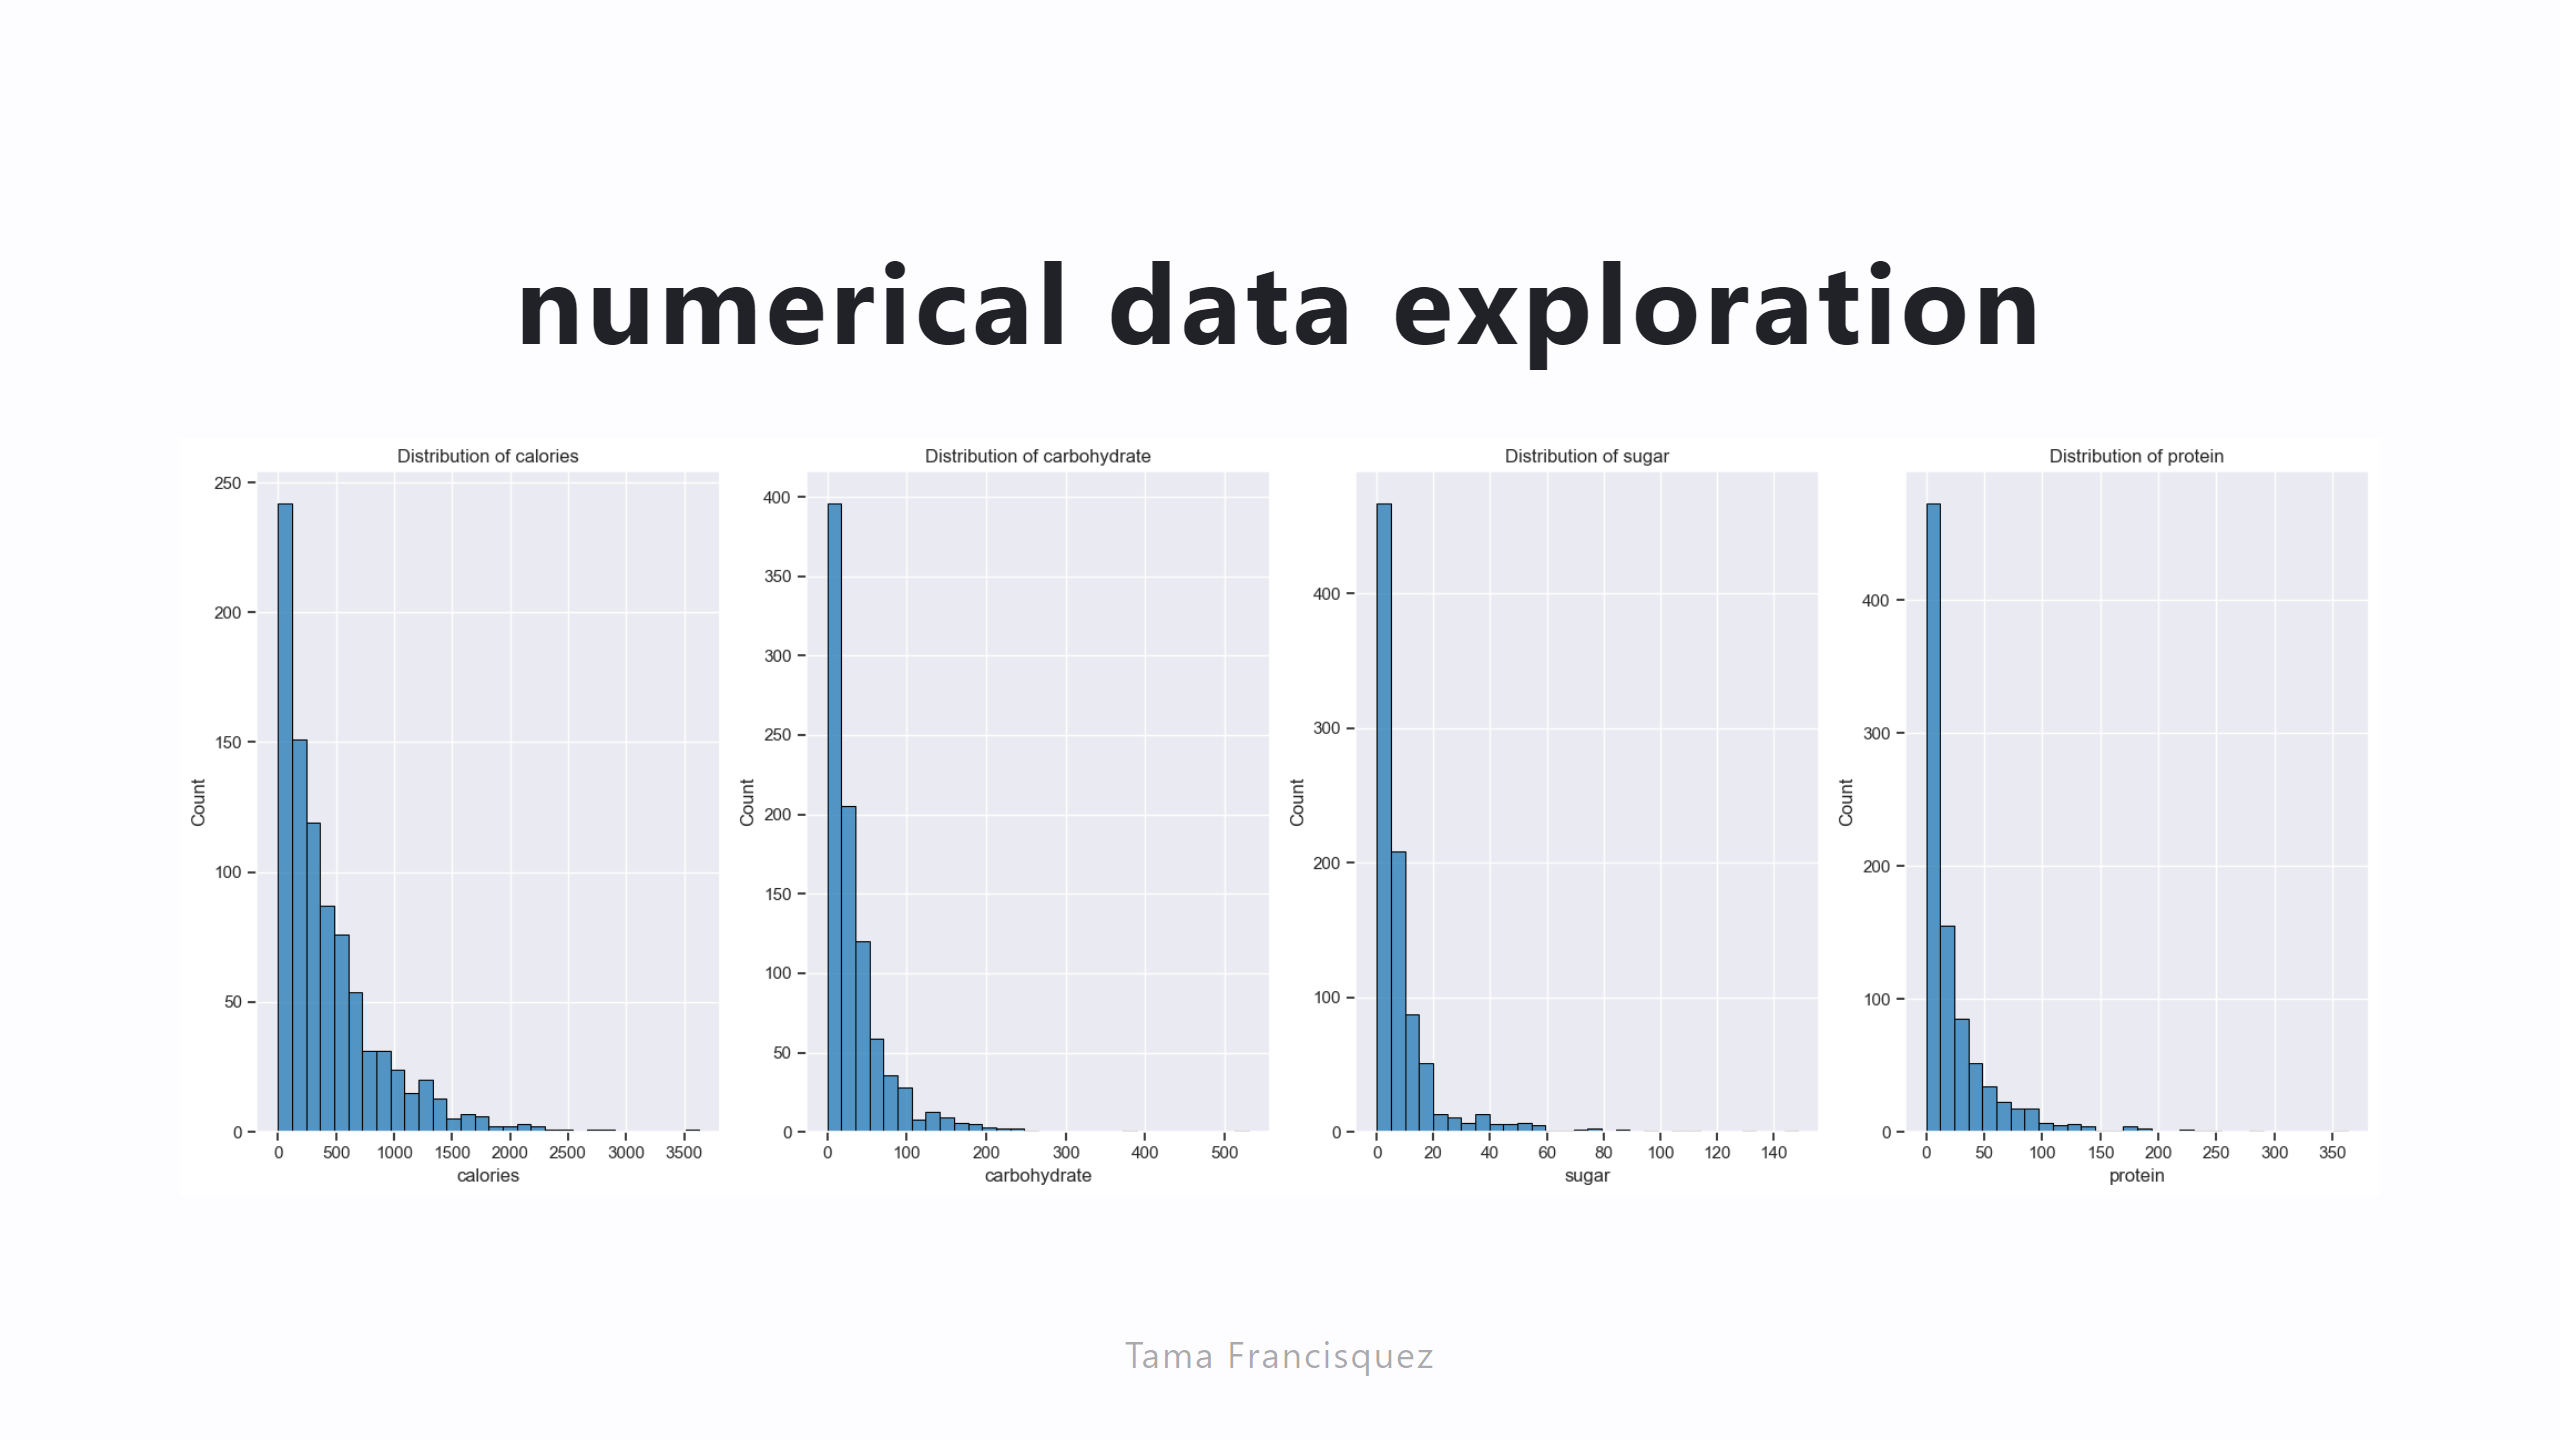 numerical data exploration
Distribution of calories
250
200
150
100
50
0
Count
0 500 1000 1500 2000 2500 3000 3500
calories
Distribution of carbohydrate
400
350
300
250
200
150
100
50
0
Count
0 100 200 300 400 500
carbohydrate
Distribution of sugar
400
300
200
100
0
Count
0 20 40 60 80 100 120 140
sugar
Distribution of protein
400
300
200
100
0
Count
0 50 100 150 200 250 300 350
protein
Tama Francisquez